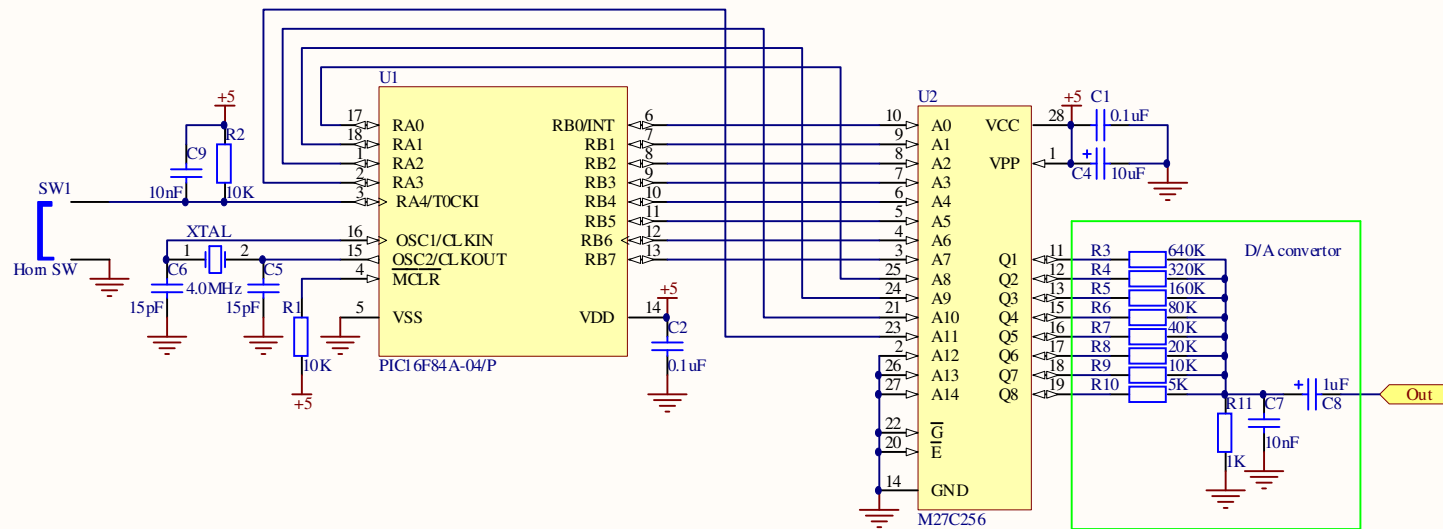 U1
U2
+5
+5
C1
17 RA0 RB0/INT 6 10 A0 VCC 28 0.1uF
18 RA1 RB1 7 9 A1
R2
C9
1 RA2 RB2 8 8 A2 VPP 1
C4 10uF
2 RA3 RB3 9 7 A3
10nF 10K
SW1
3 RA4/T0CKI RB4 10 6 A4
RB5 11 5 A5
XTAL
16 OSC1/CLKIN RB6 12 4 A6
D/A convertor
1 2
Horn SW
C6 C5
15 OSC2/CLKOUT RB7 13 3 A7 Q1 11 R3 640K
4.0MHz
4 MCLR 25 A8 Q2 12 R4 320K
15pF 15pF
R1
+5
24 A9 Q3 13 R5 160K
5 VSS VDD 14 21 A10 Q4 15 R6 80K
C2
23 A11 Q5 16 R7 40K
2 A12 Q6 17 R8 20K
10K
PIC16F84A-04/P
0.1uF
26 A13 Q7 18 R9 10K
27 A14 Q8 19 R10 5K
1uF
Out
+5
R11 C7 C8
22 G
20 E
10nF
1K
14 GND
M27C256